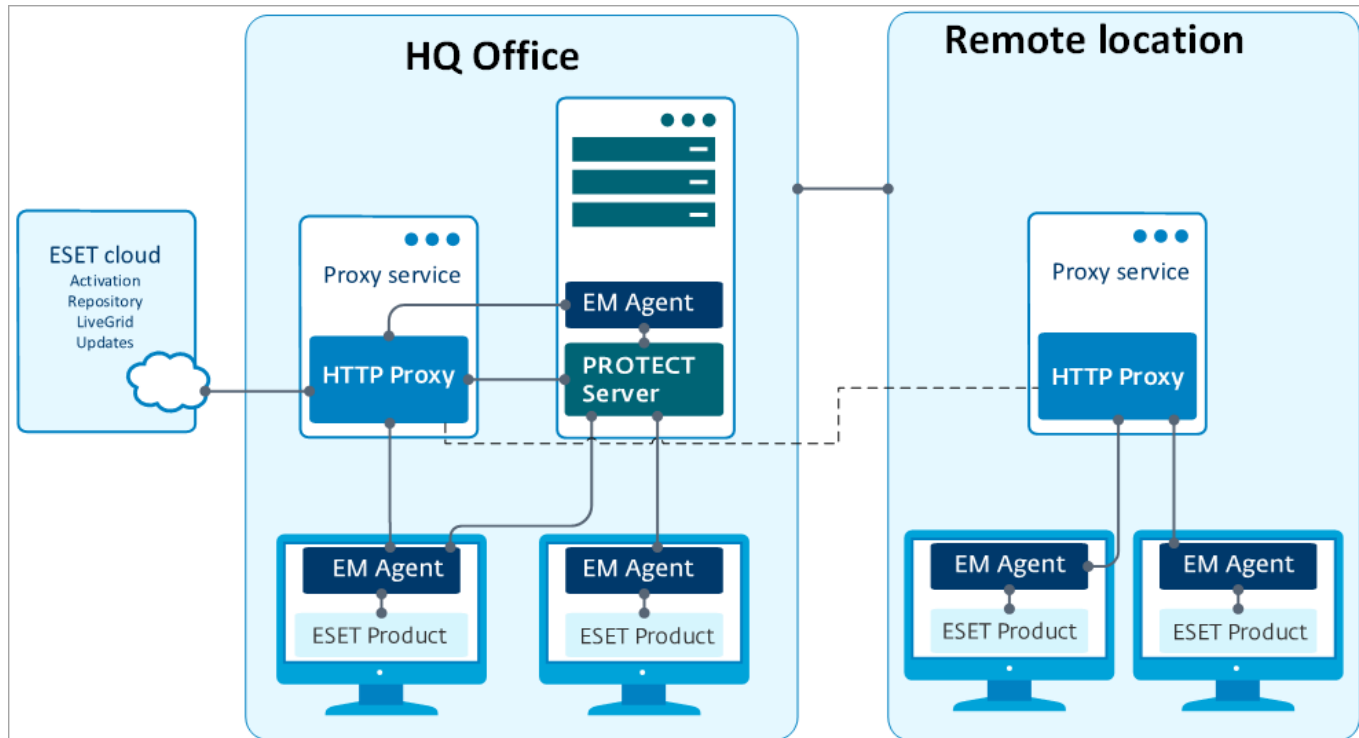 HQ Office
Remote location
ESET cloud
Activation
Repository
LiveGrid
Updates
Proxy service
HTTP Proxy
EM Agent
PROTECT
Server
Proxy service
HTTP Proxy
EM Agent
ESET Product
EM Agent
ESET Product
EM Agent
ESET Product
EM Agent
ESET Product